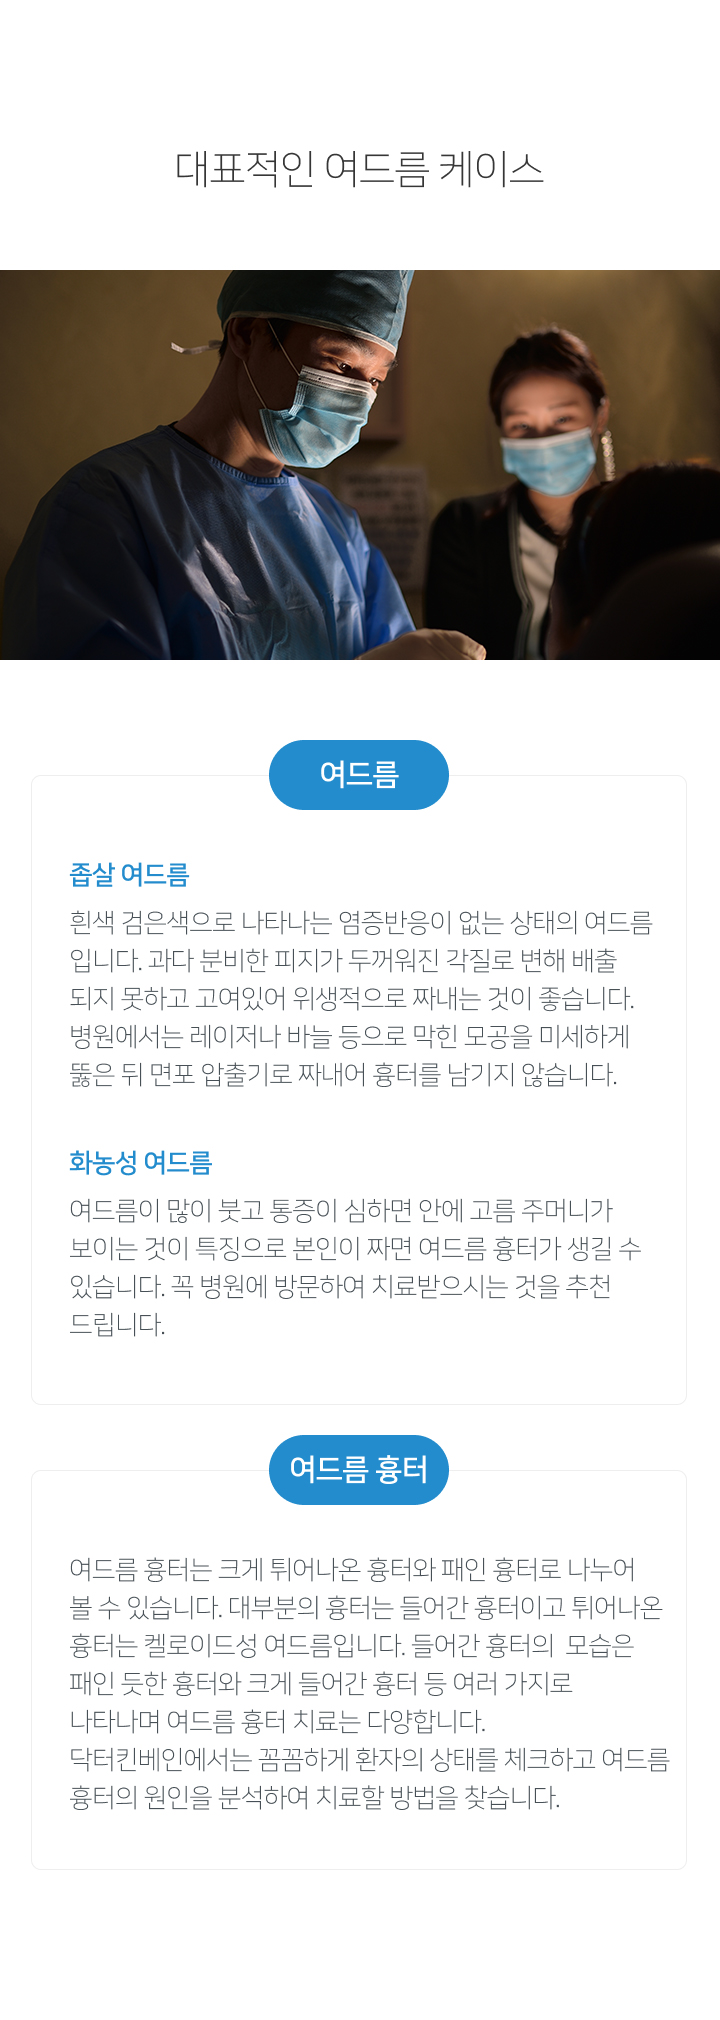 대표적인 여드름 케이스
여드름
좁살 여드름
흰색 검은색으로 나타나는 염증반응이 없는 상태의 여드름
입니다. 과다 분비한 피지가 두꺼워진 각질로 변해 배출
되지 못하고 고여있어 위생적으로 짜내는 것이 좋습니다.
병원에서는 레이저나 바늘 등으로 막힌 모공을 미세하게
뚫은 뒤 면포 압출기로 짜내어 흉터를 남기지 않습니다.
화농성 여드름
여드름이 많이 붓고 통증이 심하면 안에 고름 주머니가
보이는 것이 특징으로 본인이 짜면 여드름 흉터가 생길 수
있습니다. 꼭 병원에 방문하여 치료받으시는 것을 추천
드립니다.
여드름 흉터
여드름 흉터는 크게 튀어나온 흉터와 패인 흉터로 나누어
볼 수 있습니다. 대부분의 흉터는 들어간 흉터이고 튀어나온
흉터는 켈로이드성 여드름입니다. 들어간 흉터의  모습은
패인 듯한 흉터와 크게 들어간 흉터 등 여러 가지로
나타나며 여드름 흉터 치료는 다양합니다.
닥터킨베인에서는 꼼꼼하게 환자의 상태를 체크하고 여드름
흉터의 원인을 분석하여 치료할 방법을 찾습니다.